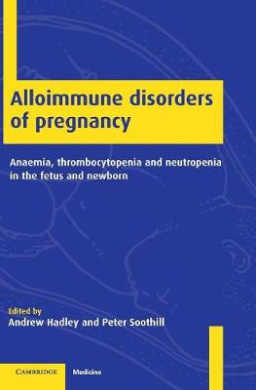 Alloimmune disorders
of pregnancy
Anaemia, thrombocytopenia and neutropenia
in the fetus and newborn
Edited by
Andrew Hadley and Peter Soothill
CAMBRIDGE
Medicine